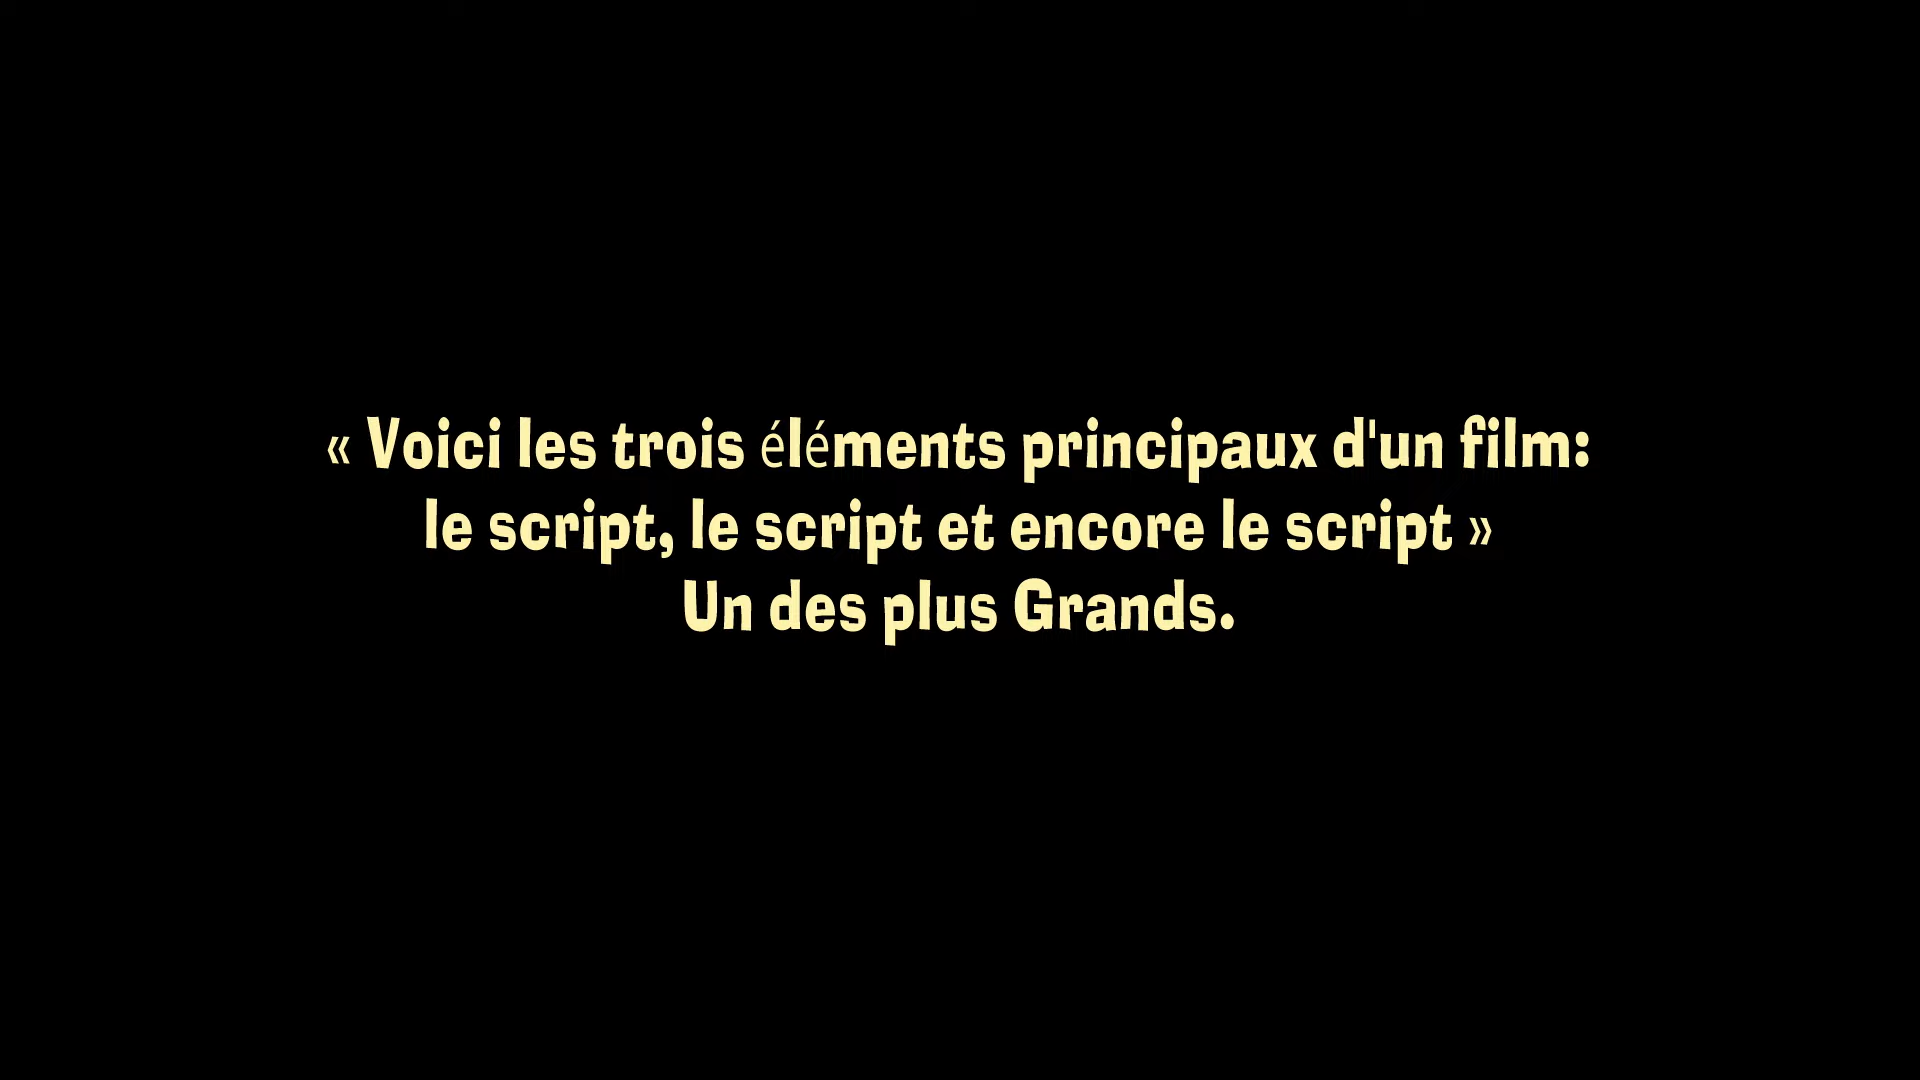 « Voici les trois éléments principaux d'un film:
le script, le script et encore le script »
Un des plus Grands.